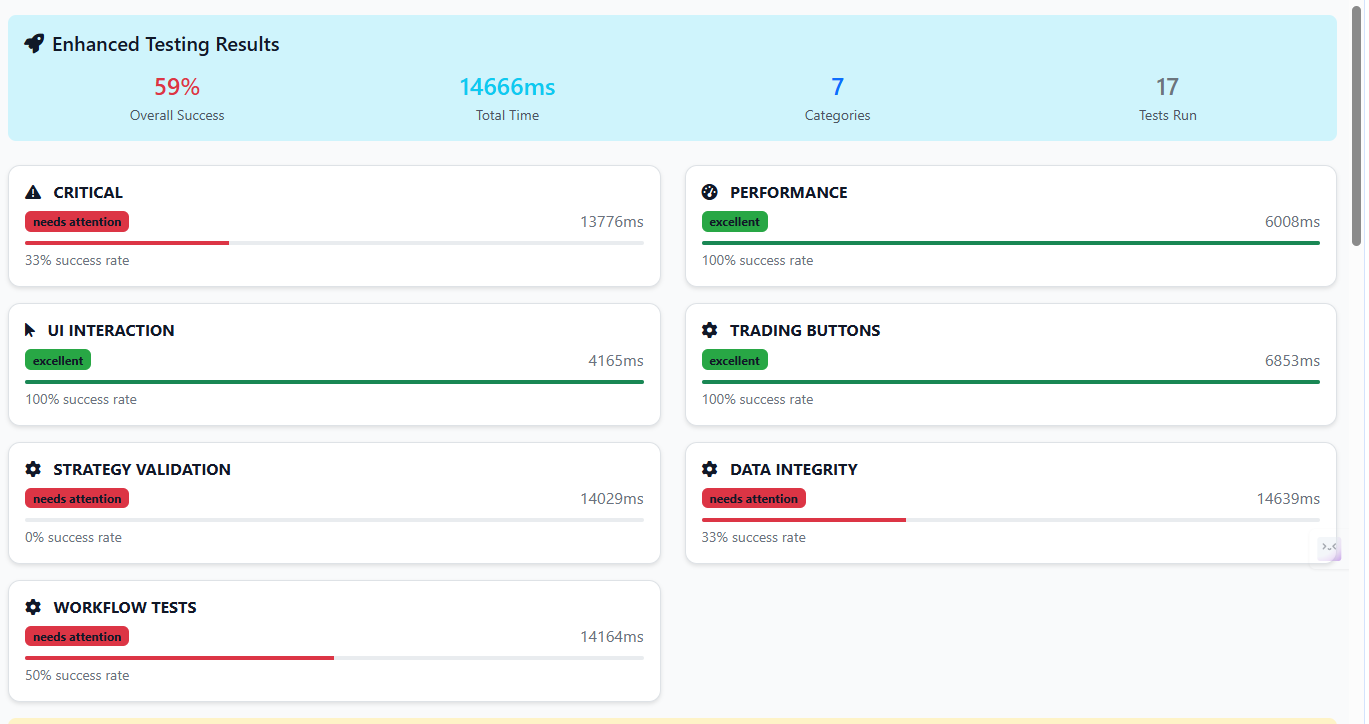 Enhanced Testing Results
59%
Overall Success
14666ms
Total Time
7
Categories
17
Tests Run
CRITICAL
needs attention
13776ms
33% success rate
PERFORMANCE
excellent
6008ms
100% success rate
UI INTERACTION
excellent
4165ms
100% success rate
TRADING BUTTONS
excellent
6853ms
100% success rate
STRATEGY VALIDATION
needs attention
14029ms
0% success rate
DATA INTEGRITY
needs attention
14639ms
33% success rate
WORKFLOW TESTS
needs attention
14164ms
50% success rate